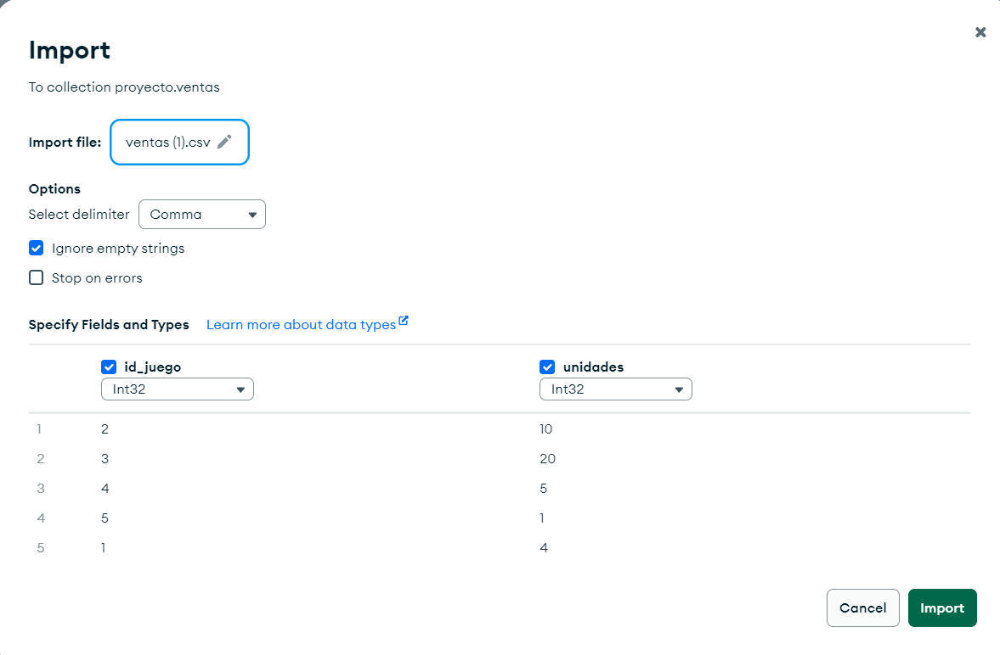 Import
To collection proyecto.ventas
Import file: ventas (1).csv
Options
Select delimiter Comma
Ignore empty strings
Stop on errors
Specify Fields and Types Learn more about data types
id_juego unidades
Int32 Int32
1 2 10
2 3 20
3 4 5
4 5 1
5 1 4
Cancel Import